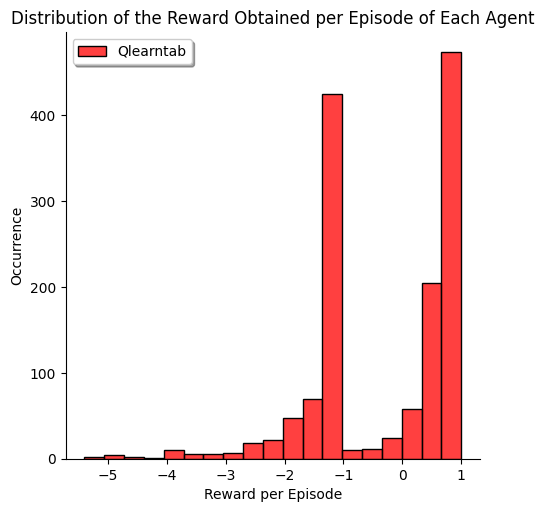 Distribution of the Reward Obtained per Episode of Each Agent
Qlearntab
400
300
200
100
0
Occurrence
−5 −4 −3 −2 −1 0 1
Reward per Episode